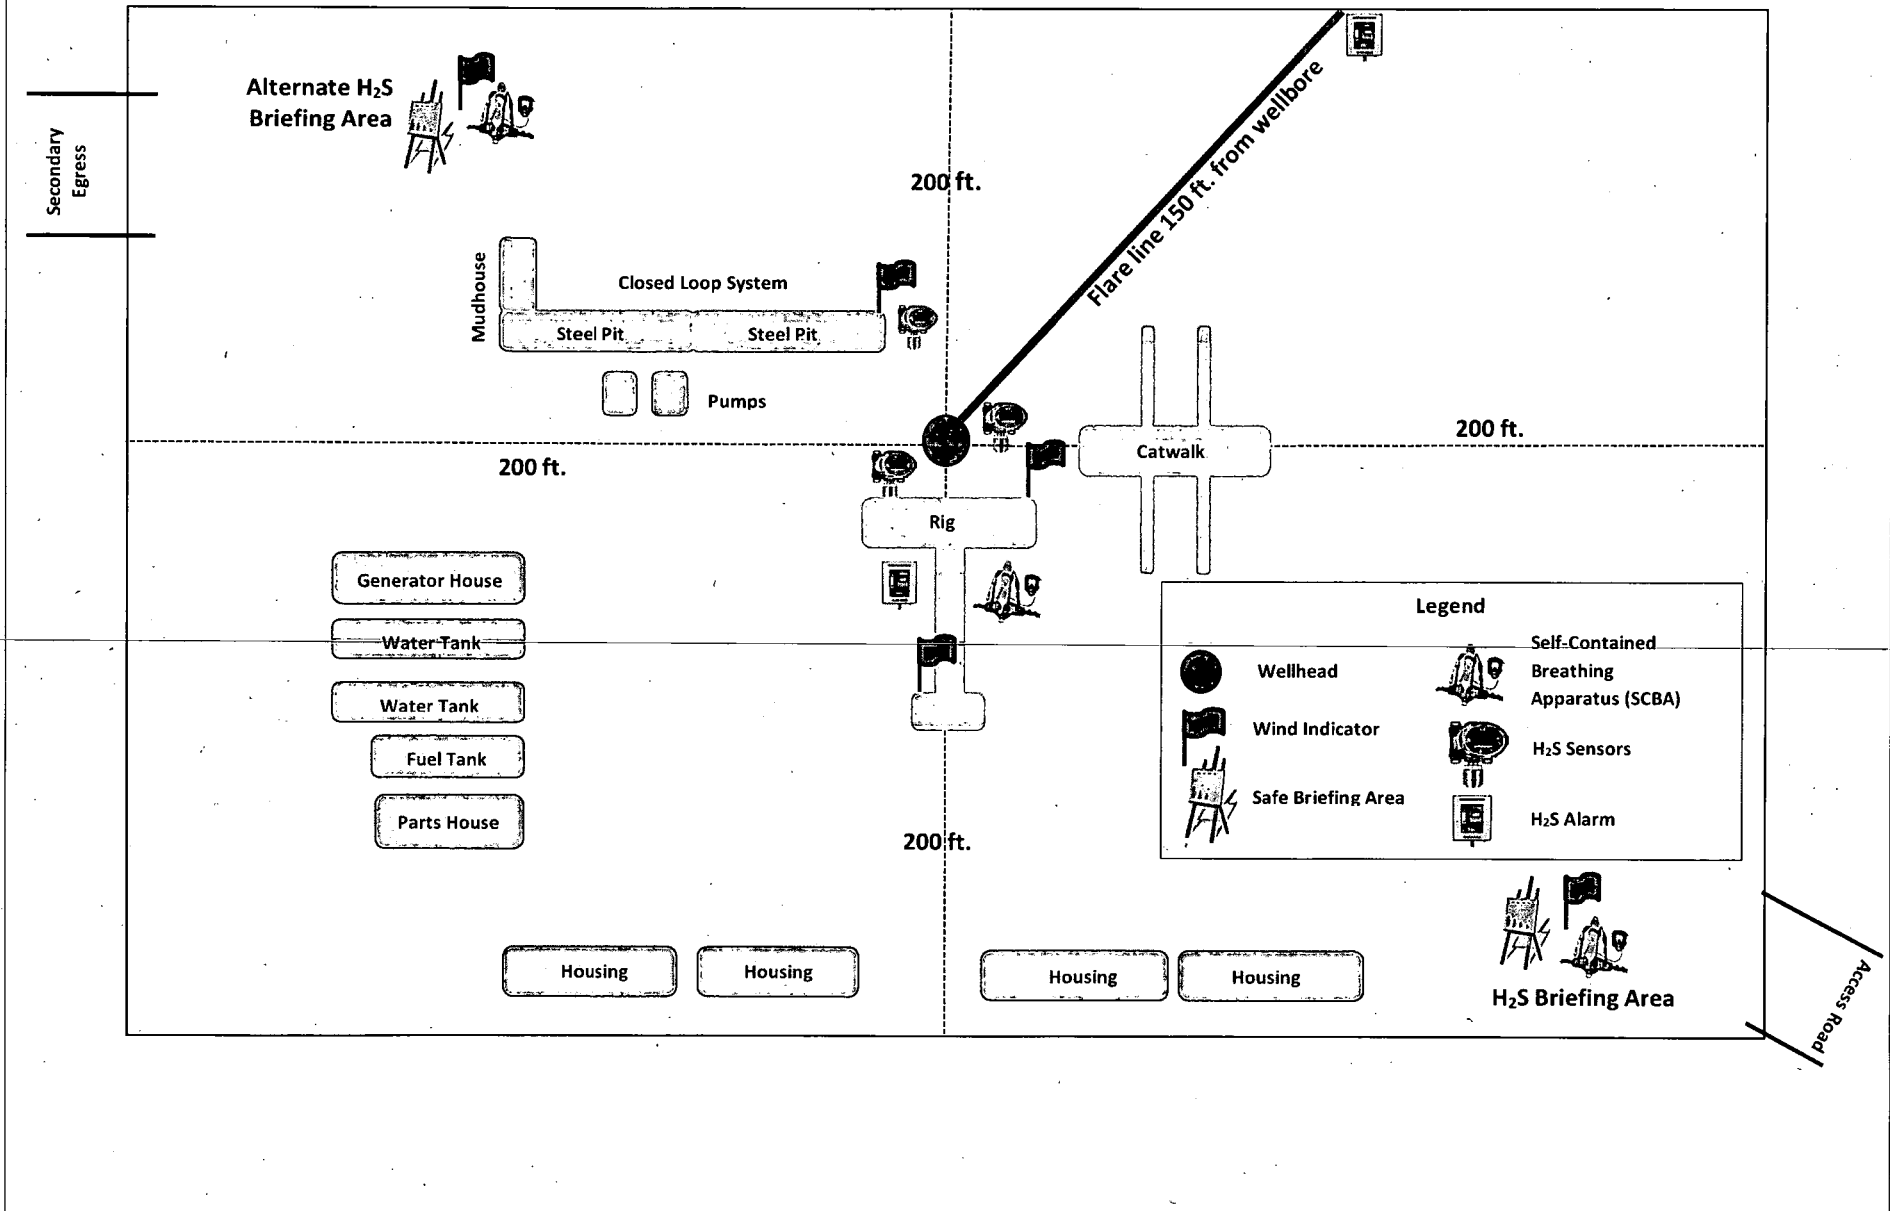 Alternate H₂S
Briefing Area
Secondary
Egress
200 ft.
Flare line 150 ft. from wellbore
Mudhouse
Closed Loop System
Steel Pit
Steel Pit
Pumps
200 ft.
200 ft.
Catwalk
Rig
Generator House
Water Tank
Water Tank
Fuel Tank
Parts House
200 ft.
Legend
Wellhead
Wind Indicator
Safe Briefing Area
Self-Contained
Breathing
Apparatus (SCBA)
H₂S Sensors
H₂S Alarm
Housing
Housing
Housing
Housing
H₂S Briefing Area
Access Road